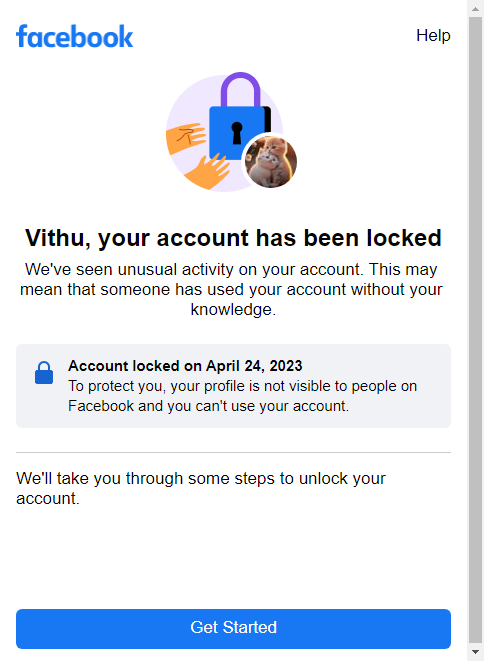 facebook
Help
Vithu, your account has been locked
We've seen unusual activity on your account. This may
mean that someone has used your account without your
knowledge.
Account locked on April 24, 2023
To protect you, your profile is not visible to people on
Facebook and you can't use your account.
We'll take you through some steps to unlock your
account.
Get Started